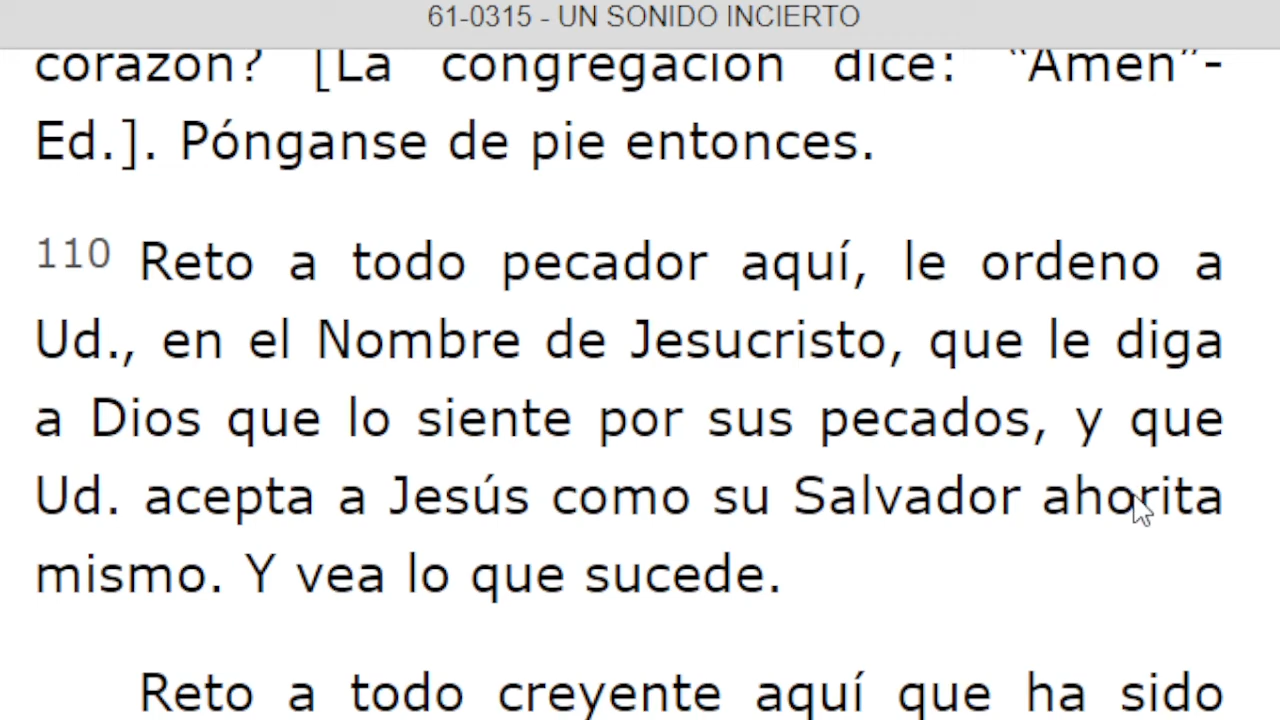 61-0315 - UN SONIDO INCIERTO
corazón? [La congregación dice: “Amén”-
Ed.]. Pónganse de pie entonces.
110 Reto a todo pecador aquí, le ordeno a
Ud., en el Nombre de Jesucristo, que le diga
a Dios que lo siente por sus pecados, y que
Ud. acepta a Jesús como su Salvador ahorita
mismo. Y vea lo que sucede.
Reto a todo creyente aquí que ha sido